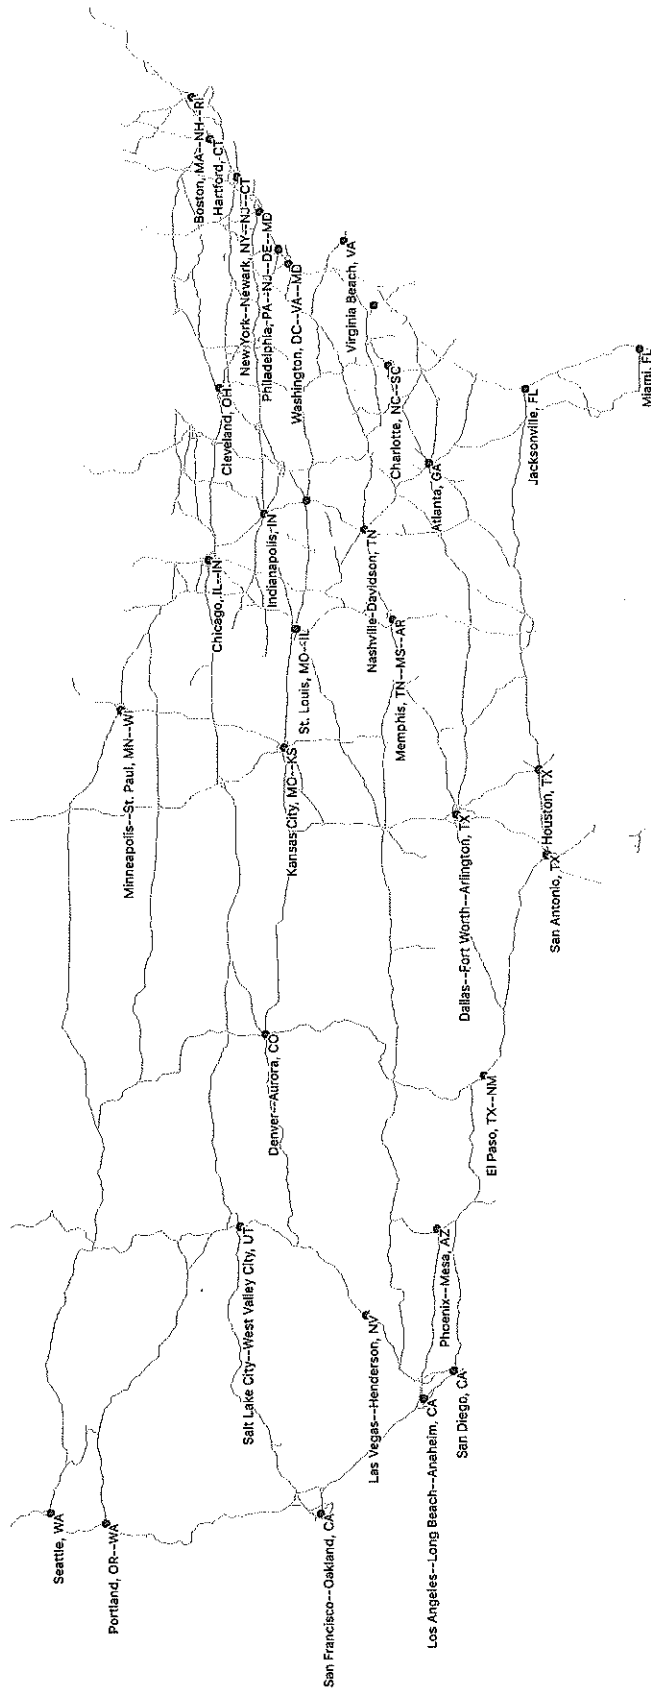 Seattle, WA
Portland, OR--WA
San Francisco--Oakland, CA
Los Angeles--Long Beach--Anaheim, CA
San Diego, CA
Las Vegas--Henderson, NV
Salt Lake City--West Valley City, UT
Phoenix--Mesa, AZ
El Paso, TX--NM
Denver--Aurora, CO
San Antonio, TX
Houston, TX
Dallas--Fort Worth--Arlington, TX
Kansas City, MO--KS
Minneapolis--St. Paul, MN--WI
Memphis, TN--MS--AR
St. Louis, MO--IL
Nashville-Davidson, TN
Chicago, IL--IN
Indianapolis, IN
Atlanta, GA
Jacksonville, FL
Miami, FL
Charlotte, NC--SC
Cleveland, OH
Washington, DC--VA--MD
Virginia Beach, VA
Philadelphia, PA--NJ--DE--MD
New York--Newark, NY--NJ--CT
Hartford, CT
Boston, MA--NH--RI